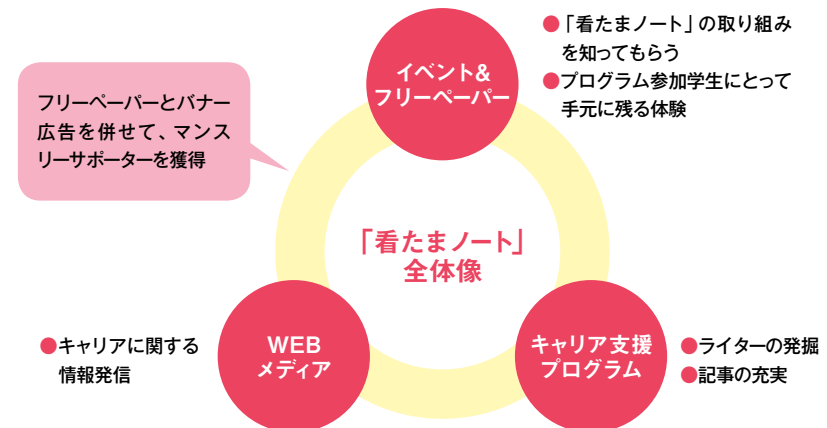 イベント&
フリーペーパー
●「看たまノート」の取り組み
を知ってもらう
●プログラム参加学生にとって
手元に残る体験
フリーペーパーとバナー
広告を併せて、マンス
リーサポーターを獲得
「看たまノート」
全体像
●キャリアに関する
情報発信
WEB
メディア
キャリア支援
プログラム
●ライターの発掘
●記事の充実